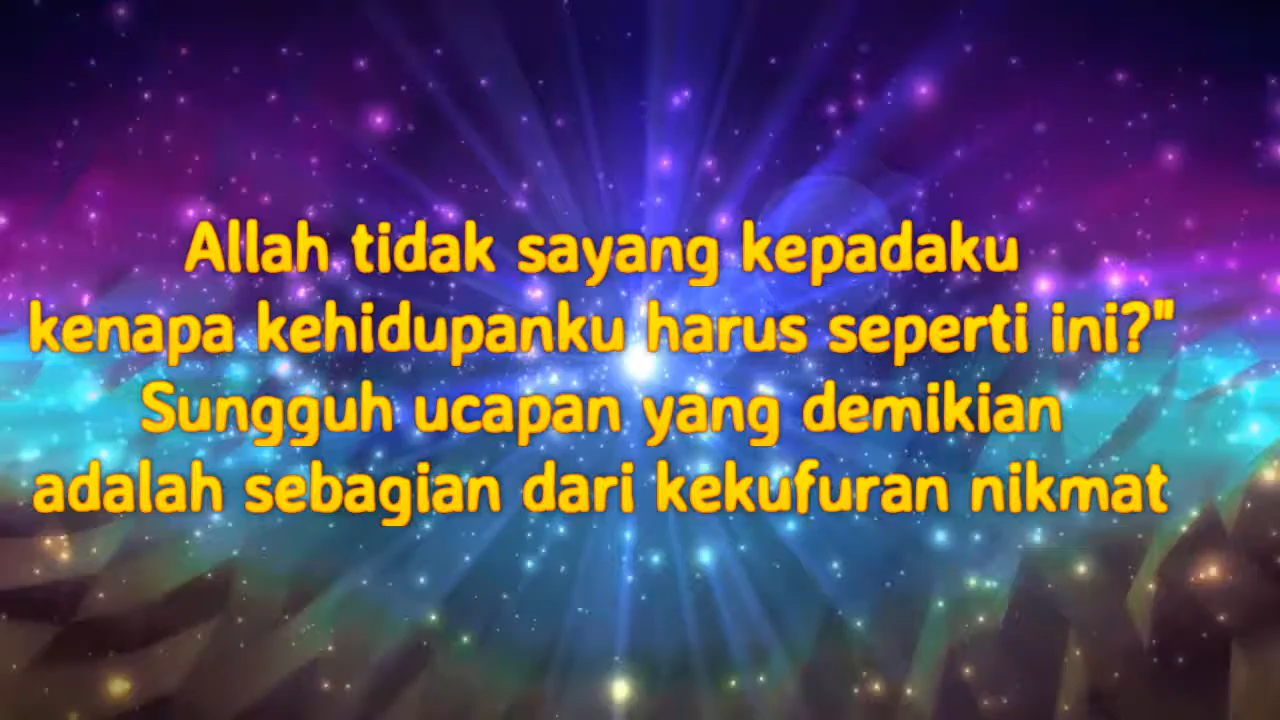 Allah tidak sayang kepadaku
kenapa kehidupanku harus seperti ini?"
Sungguh ucapan yang demikian
adalah sebagian dari kekufuran nikmat